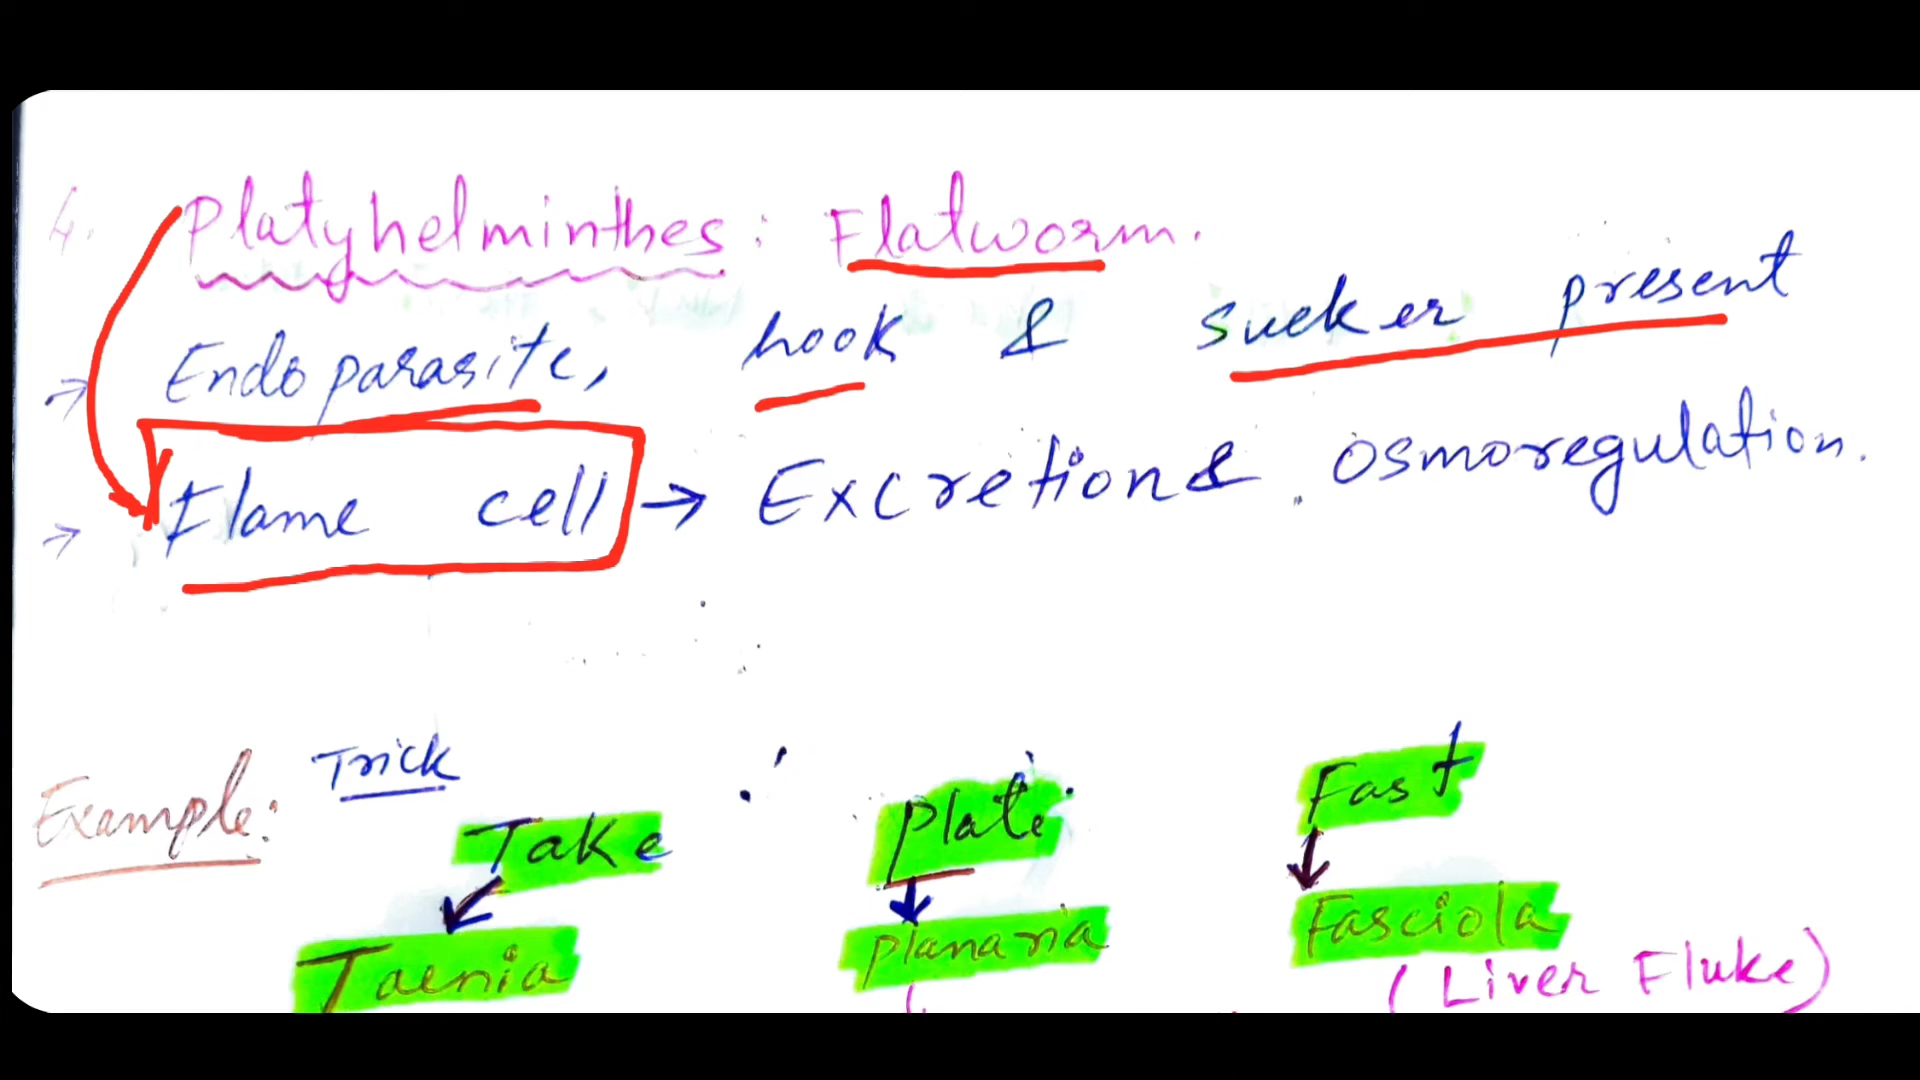 4. Platyhelminthes: Flatworm.
→ Endoparasite, hook & sucker present
→ Flame cell → Excretion & osmoregulation.
Example: Trick
Take Plate Fast
Taenia Planaria Fasciola
(Liver Fluke)